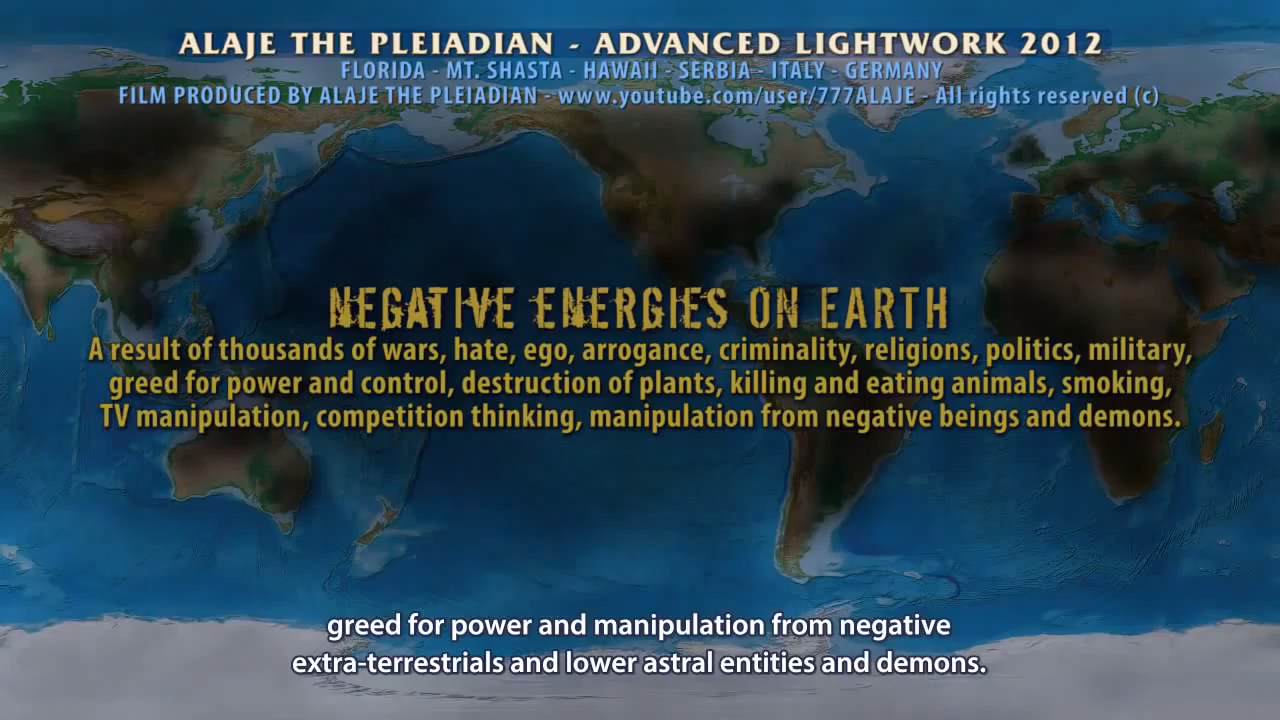 ALAJE THE PLEIADIAN - ADVANCED LIGHTWORK 2012
FLORIDA - MT. SHASTA - HAWAII - SERBIA - ITALY - GERMANY
FILM PRODUCED BY ALAJE THE PLEIADIAN - www.youtube.com/user/777ALAJE - All rights reserved (c)
NEGATIVE ENERGIES ON EARTH
A result of thousands of wars, hate, ego, arrogance, criminality, religions, politics, military,
greed for power and control, destruction of plants, killing and eating animals, smoking,
TV manipulation, competition thinking, manipulation from negative beings and demons.
greed for power and manipulation from negative
extra-terrestrials and lower astral entities and demons.